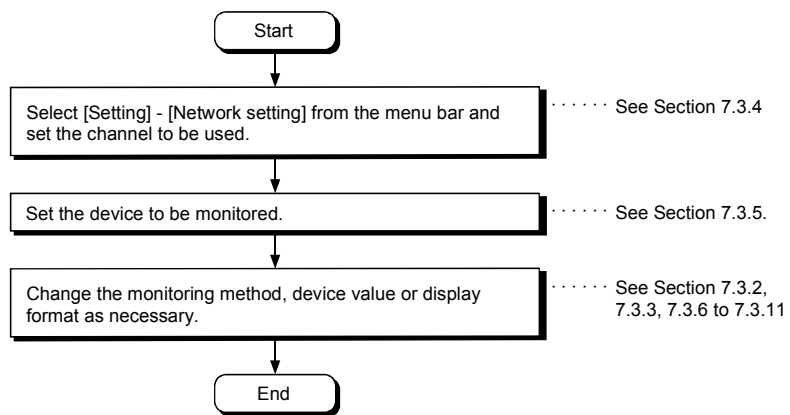 Start
Select [Setting] - [Network setting] from the menu bar and
set the channel to be used.
See Section 7.3.4
Set the device to be monitored.
See Section 7.3.5.
Change the monitoring method, device value or display
format as necessary.
See Section 7.3.2,
7.3.3, 7.3.6 to 7.3.11
End